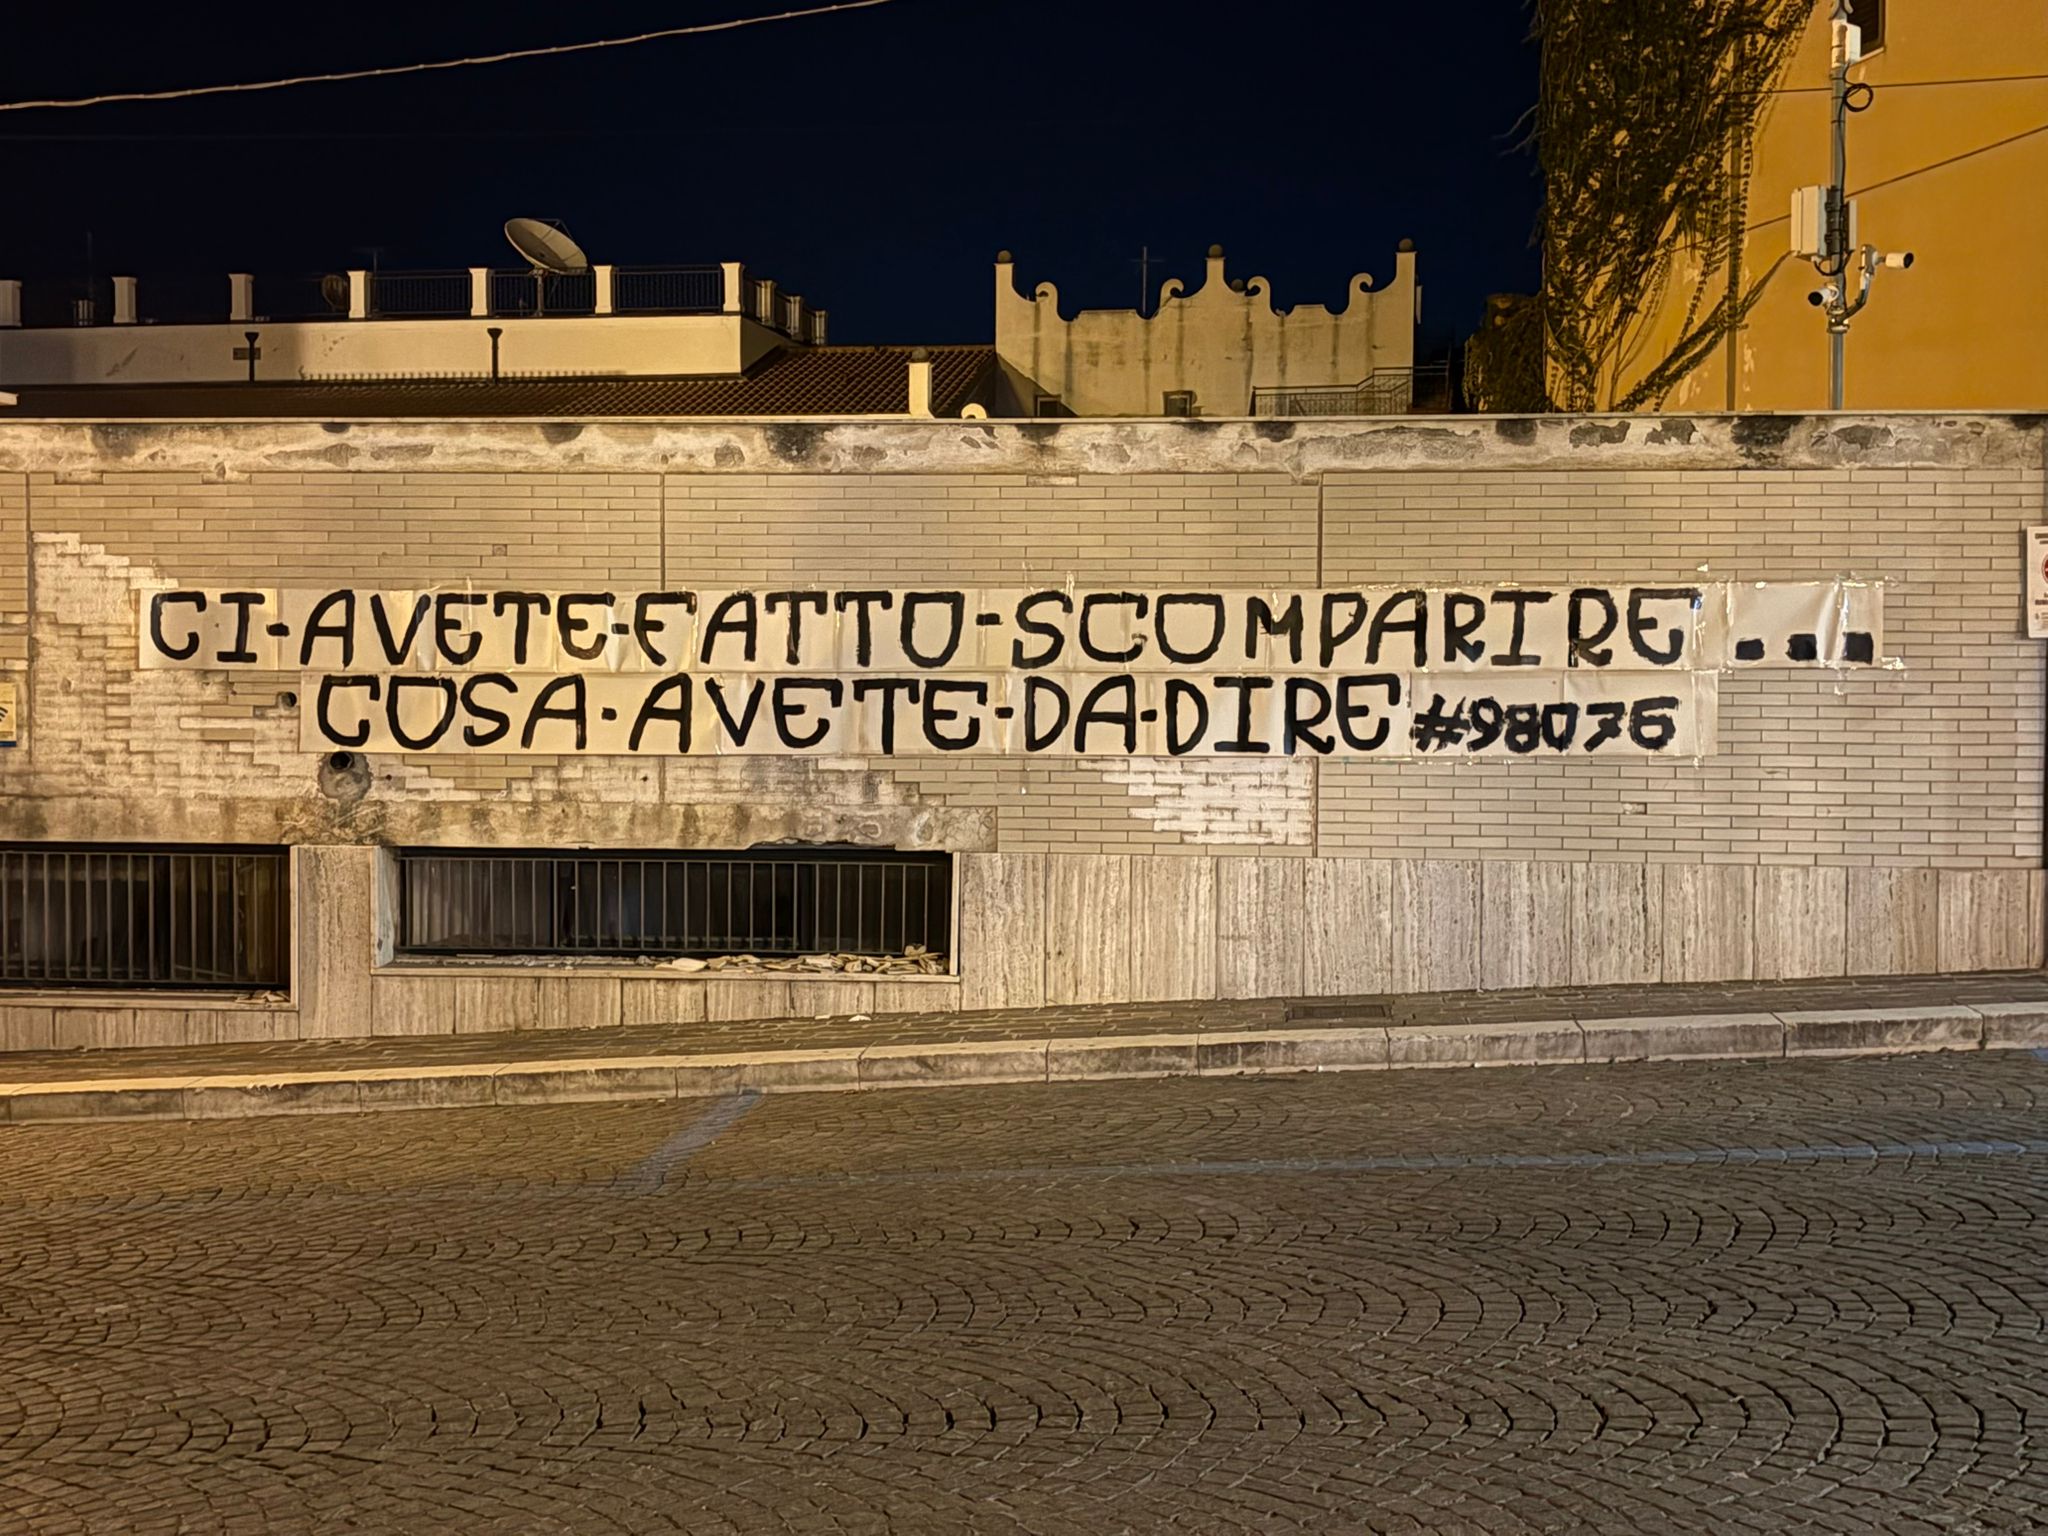 CI-AVETE-FATTO-SCOMPARIRE ...
COSA-AVETE-DA-DIRE #98076